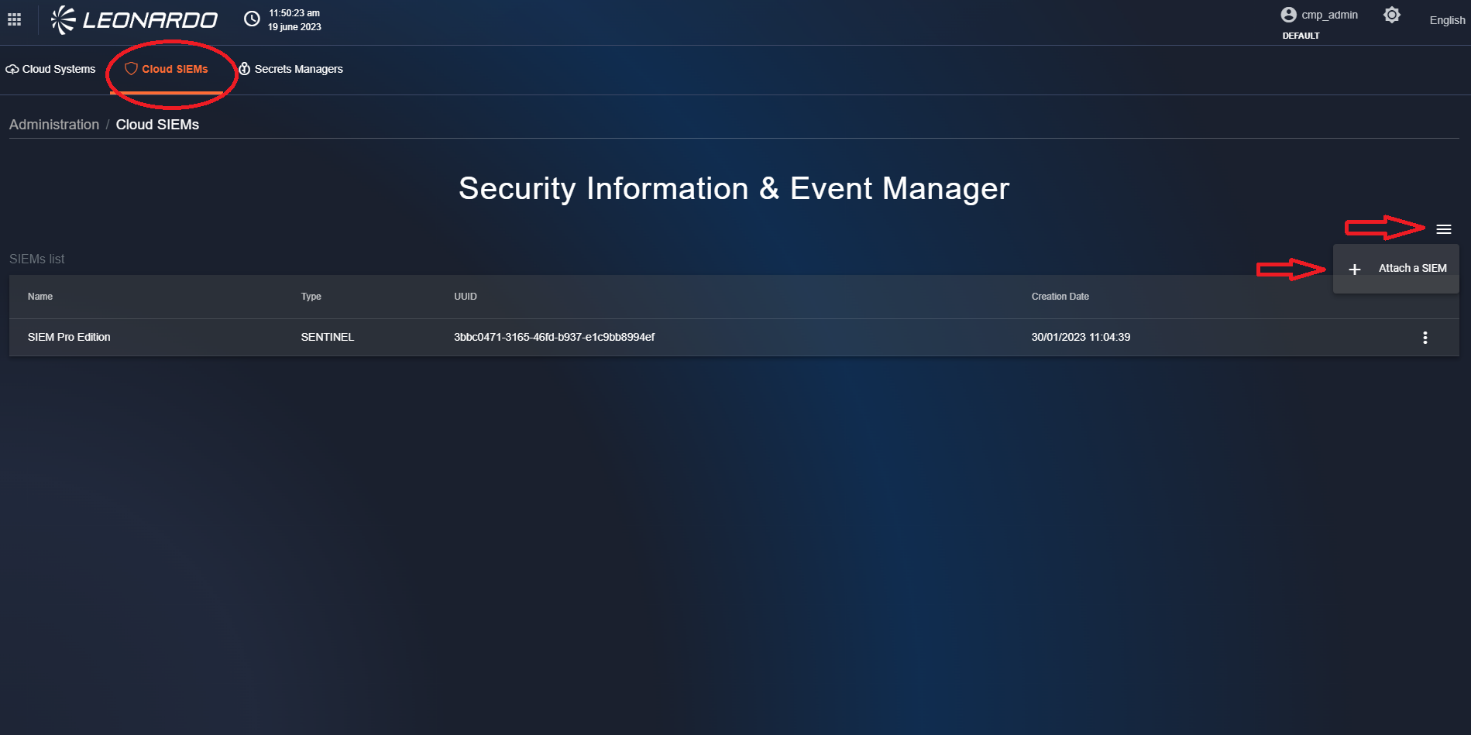 LEONARDO
11:50:23 am
19 june 2023
cmp_admin
DEFAULT
English
Cloud Systems
Cloud SIEMs
Secrets Managers
Administration / Cloud SIEMs
Security Information & Event Manager
SIEMs list
Attach a SIEM
Name Type UUID Creation Date
SIEM Pro Edition SENTINEL 3bbc0471-3165-46fd-b937-e1c9bb8994ef 30/01/2023 11:04:39